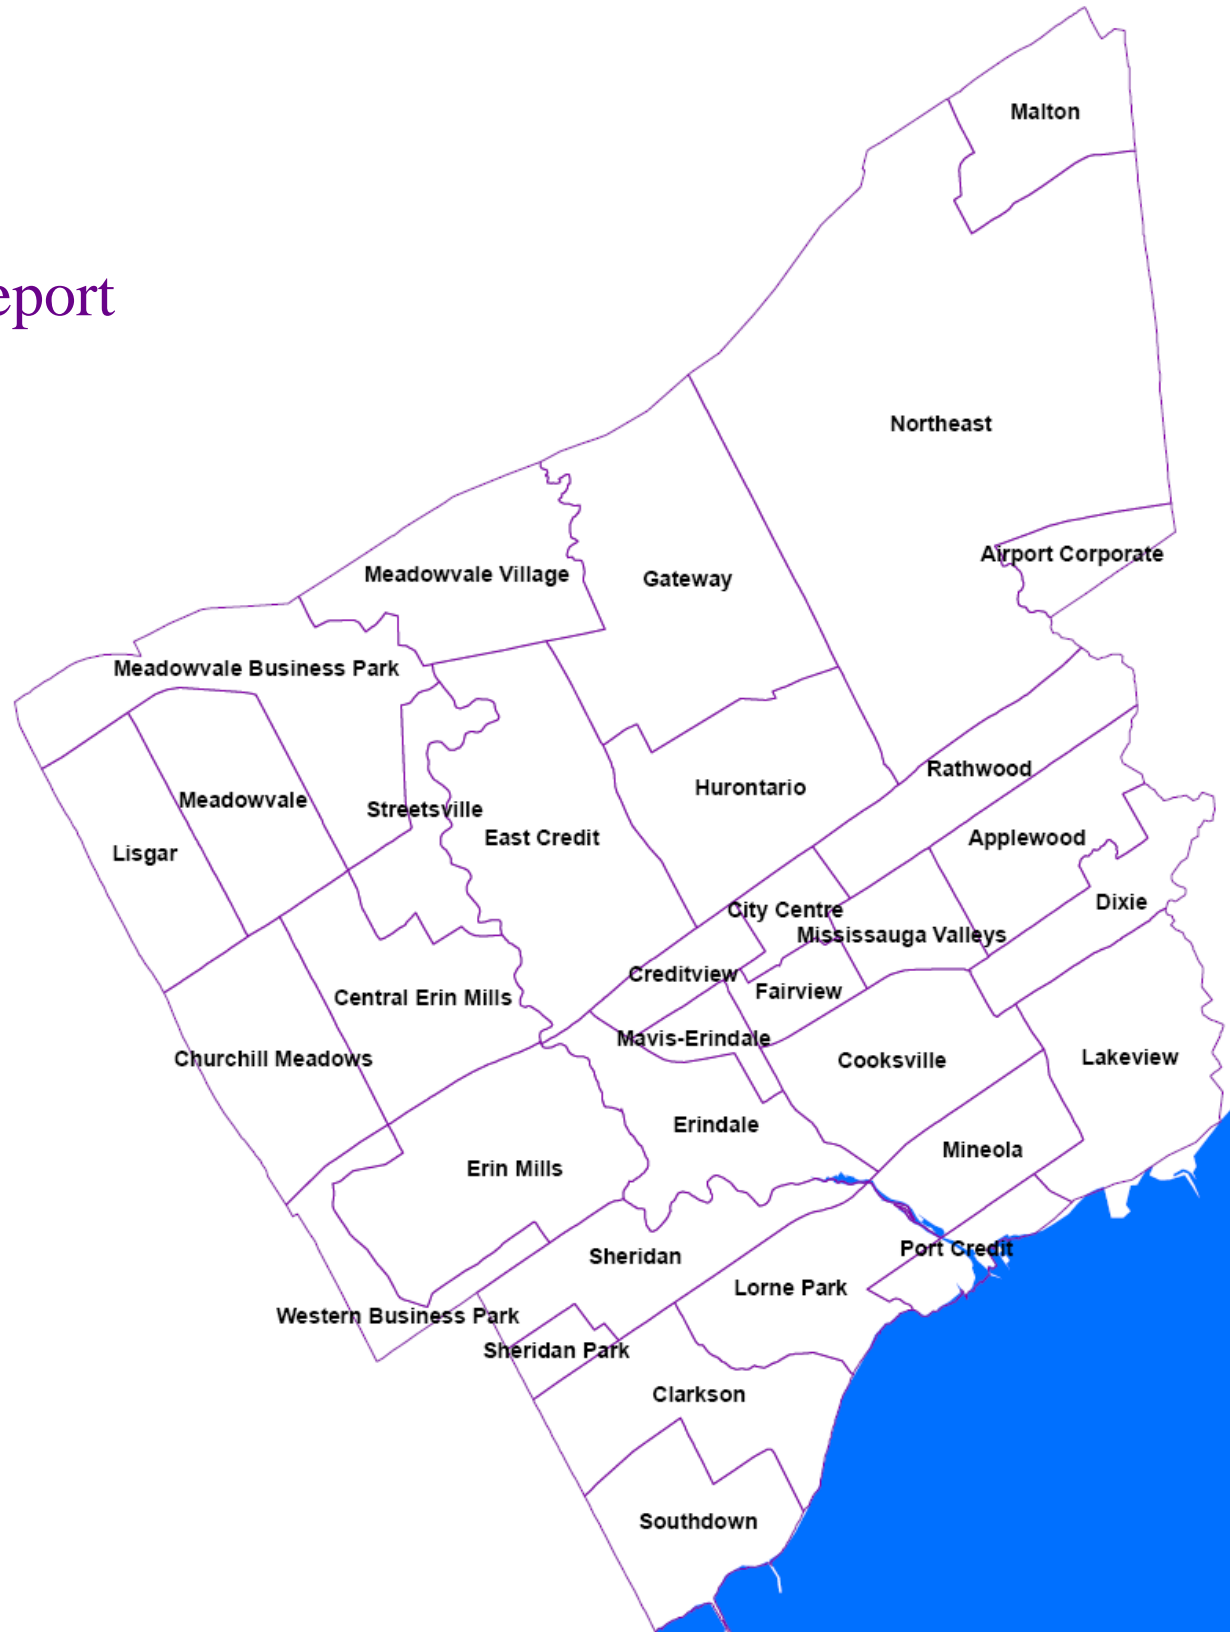 Malton
eport
Northeast
Airport Corporate
Meadowvale Village
Gateway
Meadowvale Business Park
Rathwood
Hurontario
Meadowvale
Streetsville
East Credit
Applewood
Lisgar
Dixie
City Centre
Mississauga Valleys
Creditview
Fairview
Central Erin Mills
Mavis-Erindale
Churchill Meadows
Cooksville
Lakeview
Erindale
Mineola
Erin Mills
Port Credit
Sheridan
Lorne Park
Western Business Park
Sheridan Park
Clarkson
Southdown